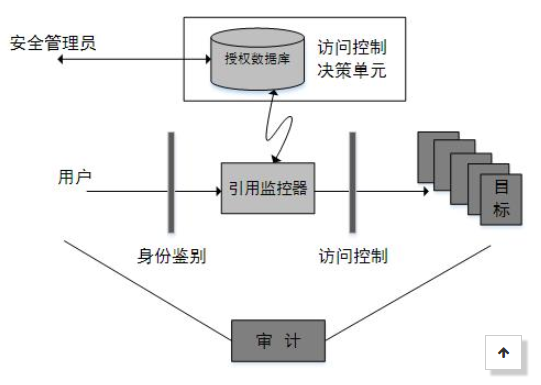 安全管理员
授权数据库
访问控制
决策单元
用户
引用监控器
目
标
身份鉴别
访问控制
审 计